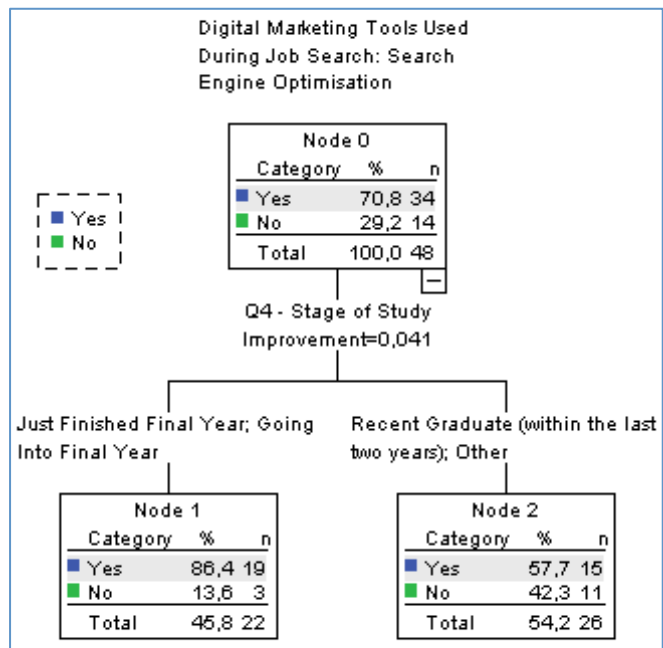 Digital Marketing Tools Used
During Job Search: Search
Engine Optimisation
Node 0
Category % n
Yes 70,8 34
No 29,2 14
Total 100,0 48
Yes
No
Q4 - Stage of Study
Improvement=0,041
Just Finished Final Year; Going
Into Final Year
Recent Graduate (within the last
two years); Other
Node 1
Category % n
Yes 86,4 19
No 13,6 3
Total 45,8 22
Node 2
Category % n
Yes 57,7 15
No 42,3 11
Total 54,2 26